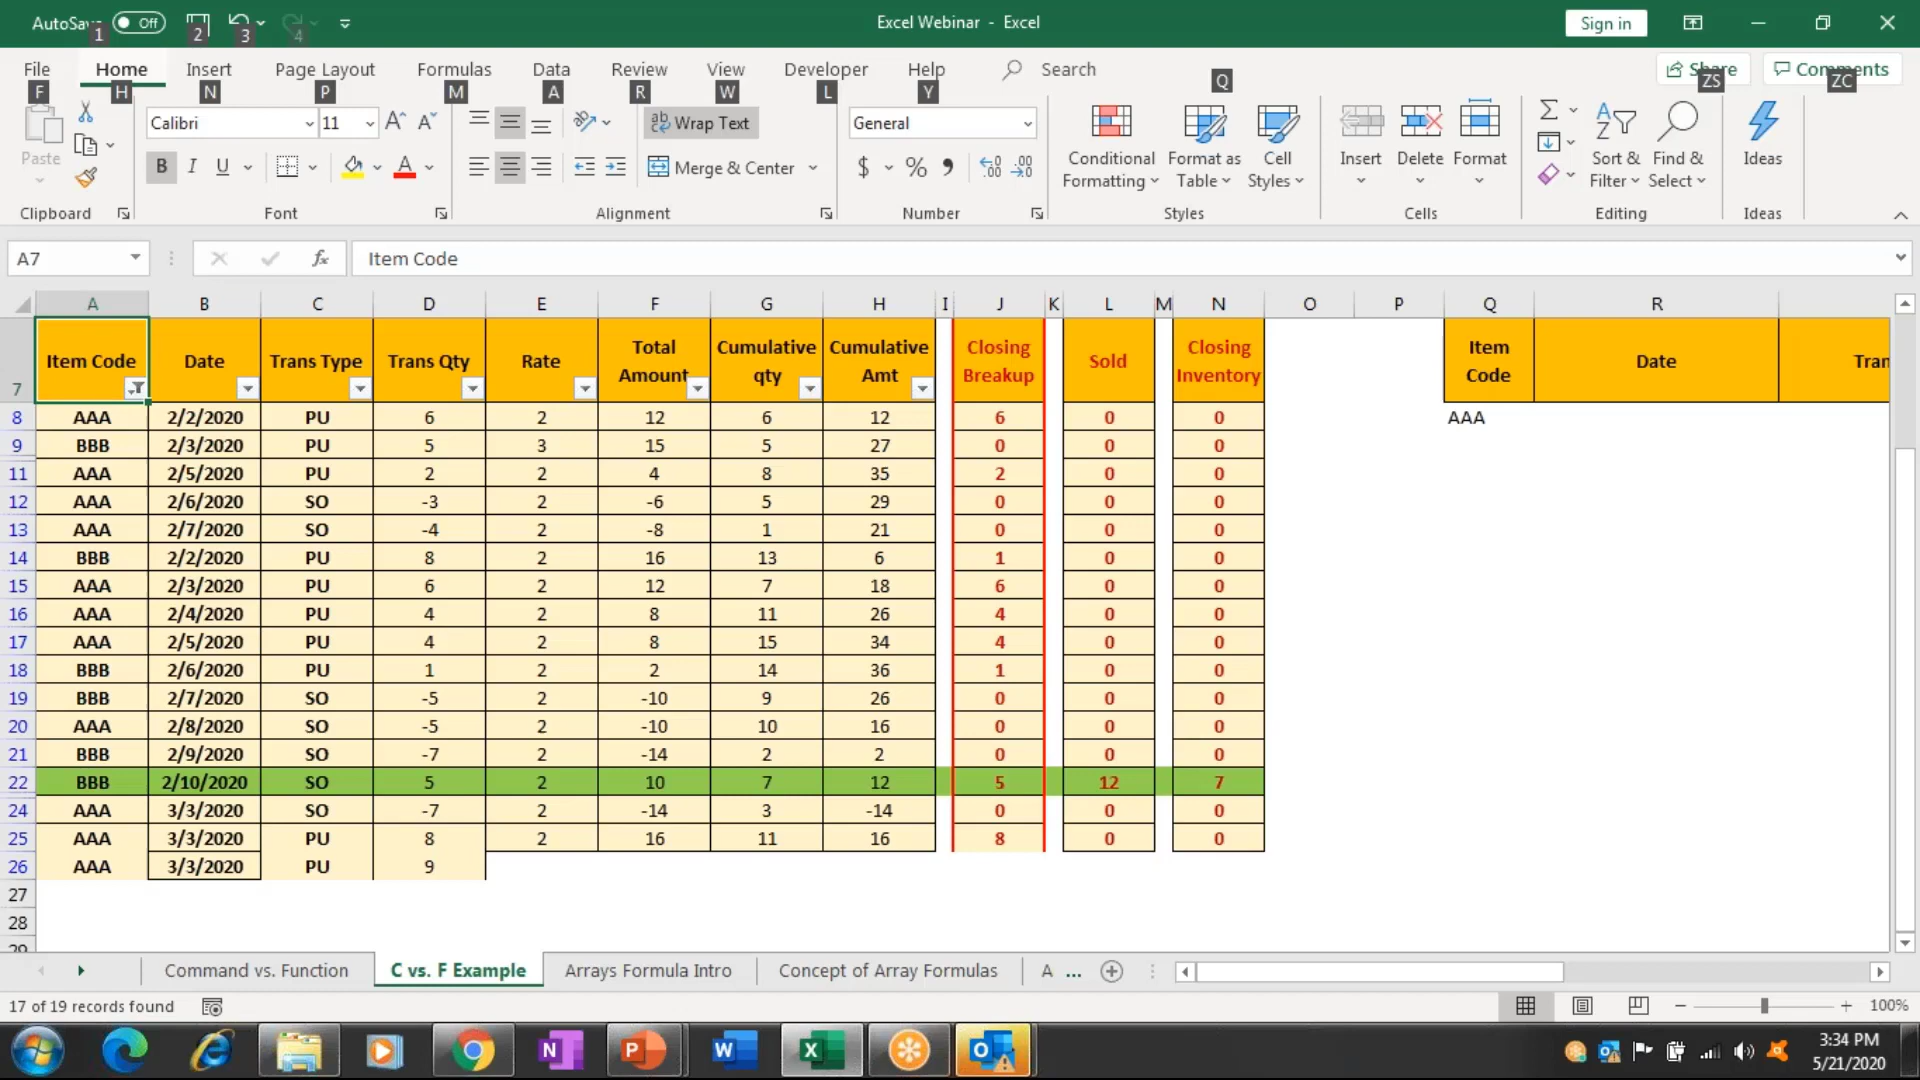 AutoSave Off Excel Webinar - Excel Sign in
1 2 3 4
File Home Insert Page Layout Formulas Data Review View Developer Help Search Share Comments
F H N P M A R W L Y Q ZS ZC
Calibri 11 Wrap Text General
Paste B I U Merge & Center $ % Conditional Formatting Format as Table Cell Styles Insert Delete Format Sort & Filter Find & Select Ideas
Clipboard Font Alignment Number Styles Cells Editing Ideas
A7 fx Item Code
A B C D E F G H I J K L M N O P Q R
7 Item Code Date Trans Type Trans Qty Rate Total Amount Cumulative qty Cumulative Amt Closing Breakup Sold Closing Inventory Item Code Date Tran
8 AAA 2/2/2020 PU 6 2 12 6 12 6 0 0 AAA
9 BBB 2/3/2020 PU 5 3 15 5 27 0 0 0
11 AAA 2/5/2020 PU 2 2 4 8 35 2 0 0
12 AAA 2/6/2020 SO -3 2 -6 5 29 0 0 0
13 AAA 2/7/2020 SO -4 2 -8 1 21 0 0 0
14 BBB 2/2/2020 PU 8 2 16 13 6 1 0 0
15 AAA 2/3/2020 PU 6 2 12 7 18 6 0 0
16 AAA 2/4/2020 PU 4 2 8 11 26 4 0 0
17 AAA 2/5/2020 PU 4 2 8 15 34 4 0 0
18 BBB 2/6/2020 PU 1 2 2 14 36 1 0 0
19 BBB 2/7/2020 SO -5 2 -10 9 26 0 0 0
20 AAA 2/8/2020 SO -5 2 -10 10 16 0 0 0
21 BBB 2/9/2020 SO -7 2 -14 2 2 0 0 0
22 BBB 2/10/2020 SO 5 2 10 7 12 5 12 7
24 AAA 3/3/2020 SO -7 2 -14 3 -14 0 0 0
25 AAA 3/3/2020 PU 8 2 16 11 16 8 0 0
26 AAA 3/3/2020 PU 9
27
28
29
Command vs. Function C vs. F Example Arrays Formula Intro Concept of Array Formulas A ...
17 of 19 records found 100%
3:34 PM
5/21/2020